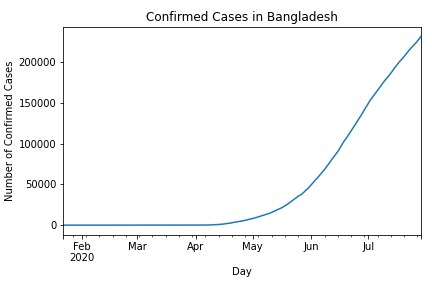 Confirmed Cases in Bangladesh
Number of Confirmed Cases
200000
150000
100000
50000
0
Feb Mar Apr May Jun Jul
2020
Day